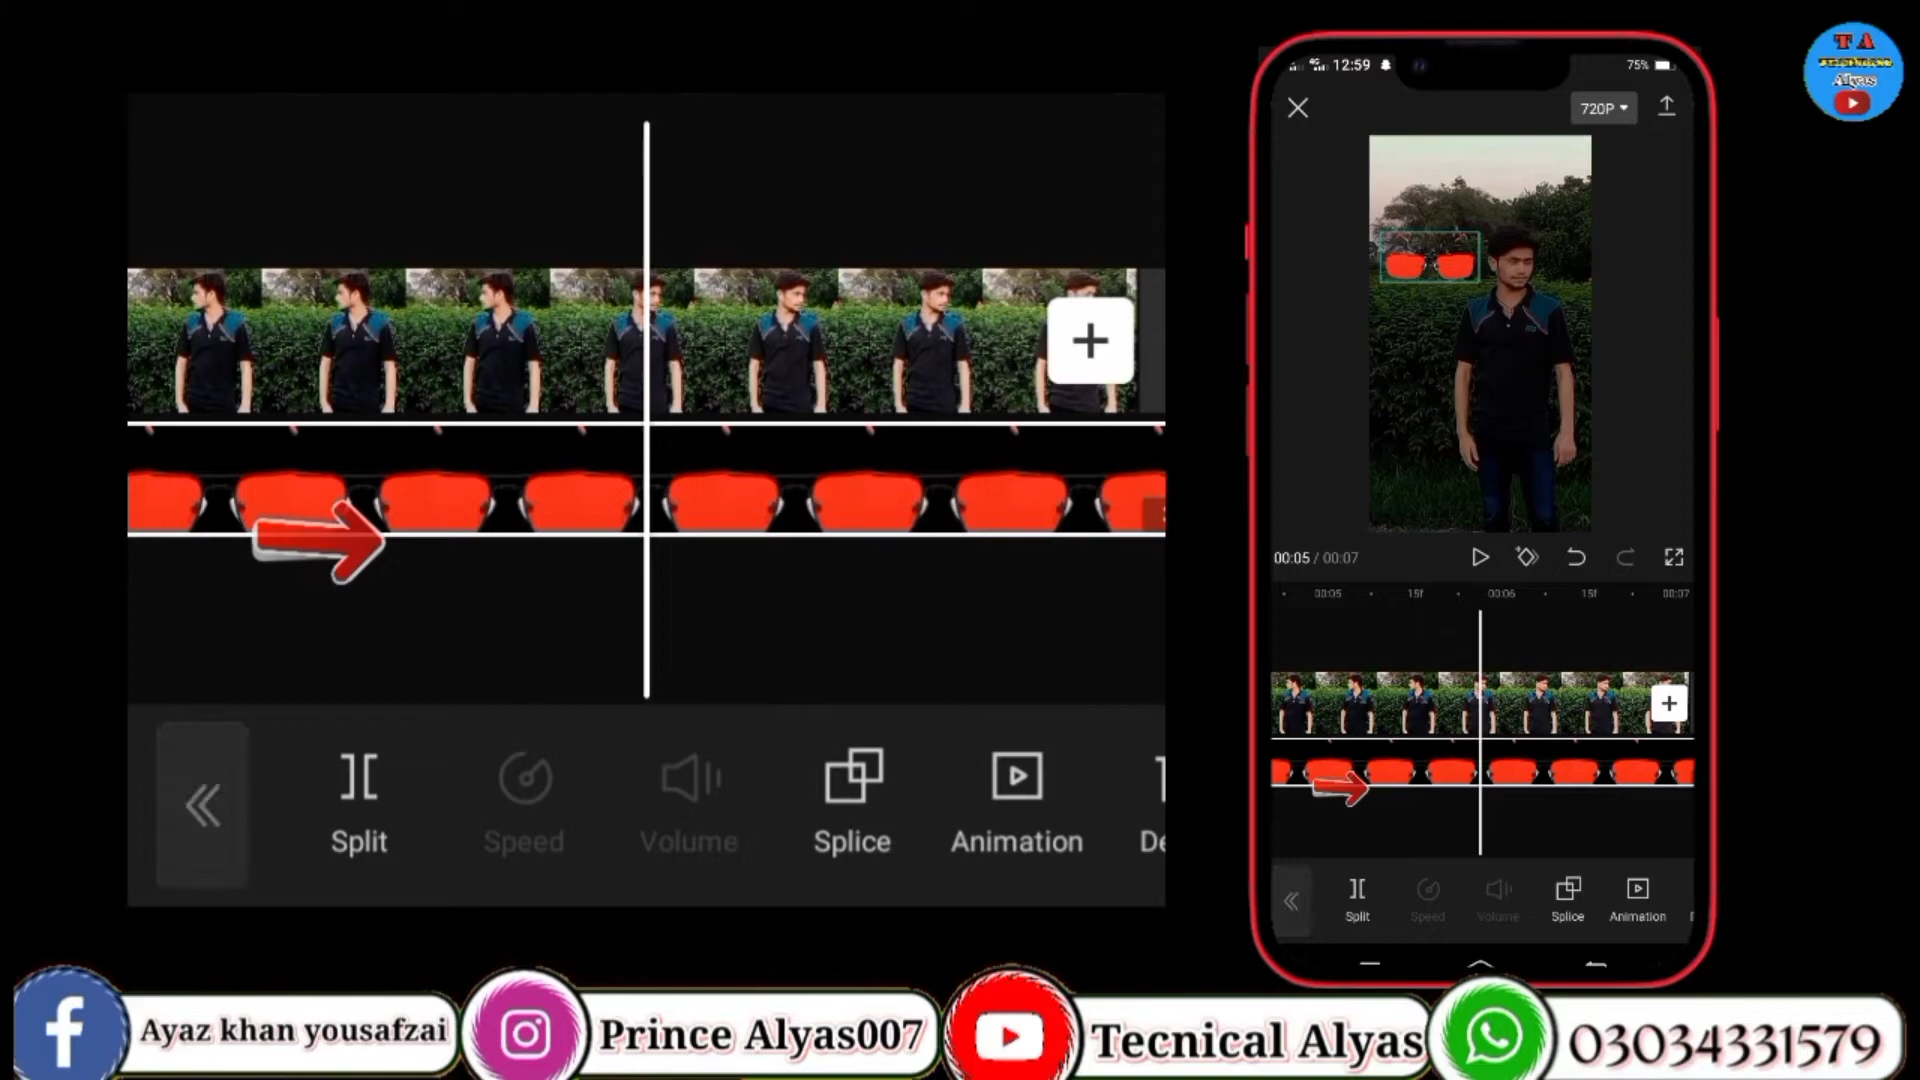 T A
Alyas
12:59
75%
720P
00:05 / 00:07
00:05 15f 00:06 15f 00:07
Split Speed Volume Splice Animation De
Split Speed Volume Splice Animation
Ayaz khan yousafzai
Prince Alyas007
Tecnical Alyas
03034331579